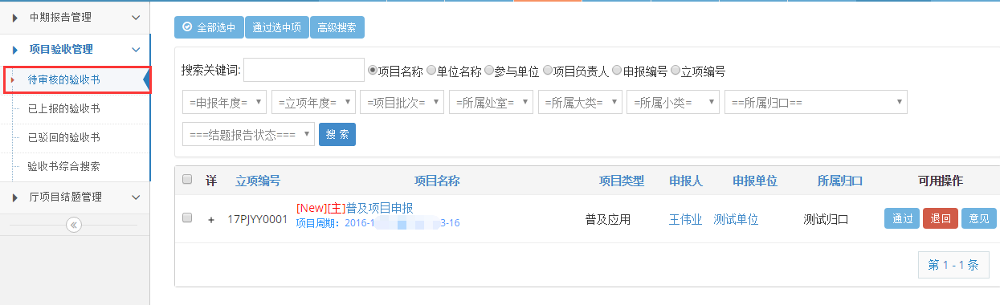 中期报告管理
项目验收管理
待审核的验收书
已上报的验收书
已驳回的验收书
验收书综合搜索
厅项目结题管理
全部选中 通过选中项 高级搜索
搜索关键词: 项目名称 单位名称 参与单位 项目负责人 申报编号 立项编号
=申报年度= =立项年度= =项目批次= =所属处室= =所属大类= =所属小类= ==所属归口==
===结题报告状态=== 搜 索
详 立项编号 项目名称 项目类型 申报人 申报单位 所属归口 可用操作
+ 17PJYY0001 [New][主]普及项目申报 普及应用 王伟业 测试单位 测试归口 通过 退回 意见
项目周期：2016-1 3-16
第 1 - 1 条